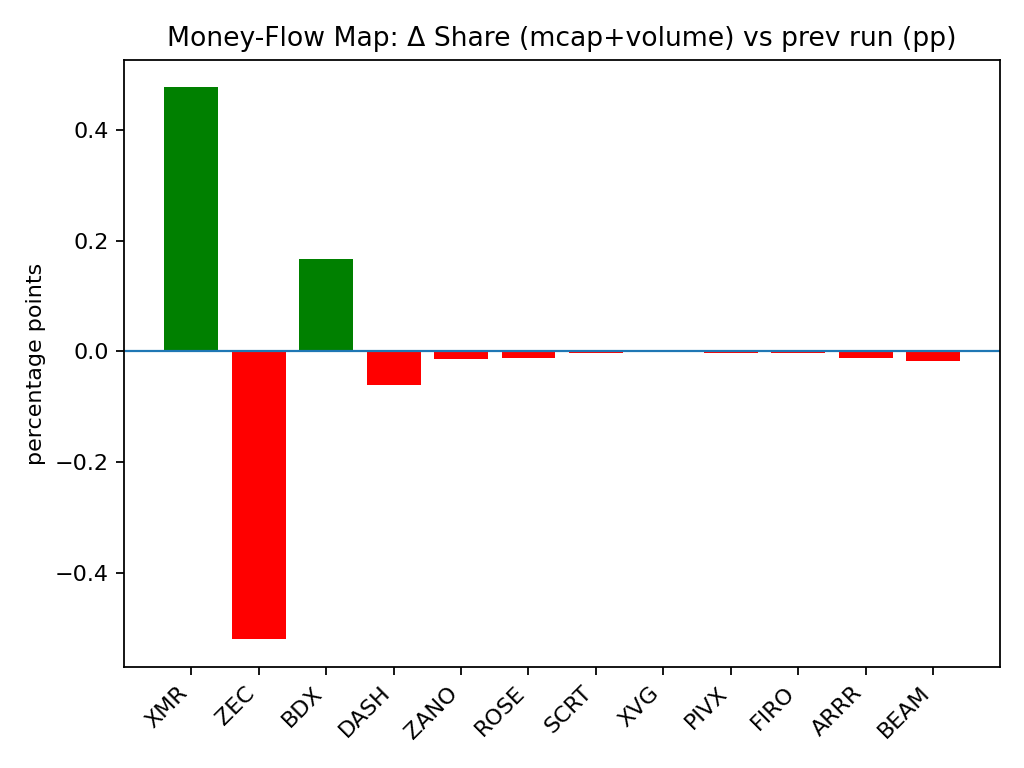 Money-Flow Map: Δ Share (mcap+volume) vs prev run (pp)
percentage points
0.4
0.2
0.0
−0.2
−0.4
XMR
ZEC
BDX
DASH
ZANO
ROSE
SCRT
XVG
PIVX
FIRO
ARRR
BEAM